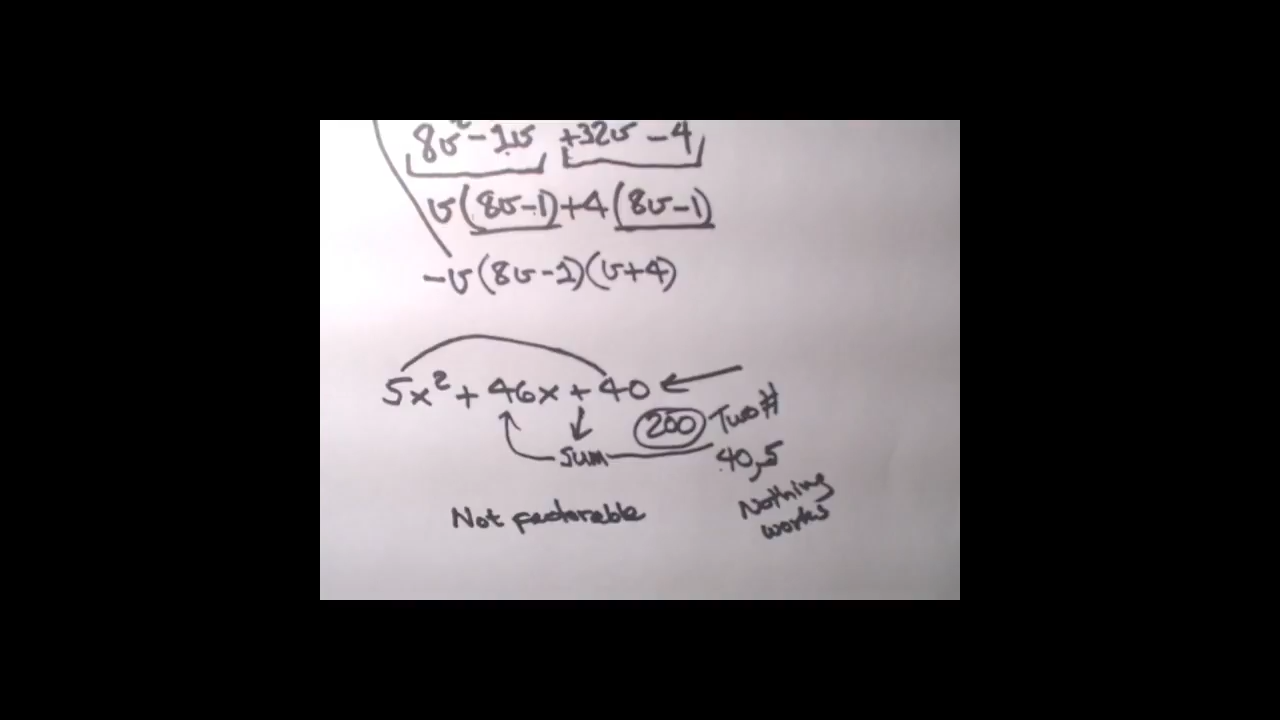 8v² - 1v + 32v - 4
v(8v-1)+4(8v-1)
-v(8v-1)(v+4)
5x² + 46x + 40
200 Two #
sum 40,5
Nothing
works
Not factorable